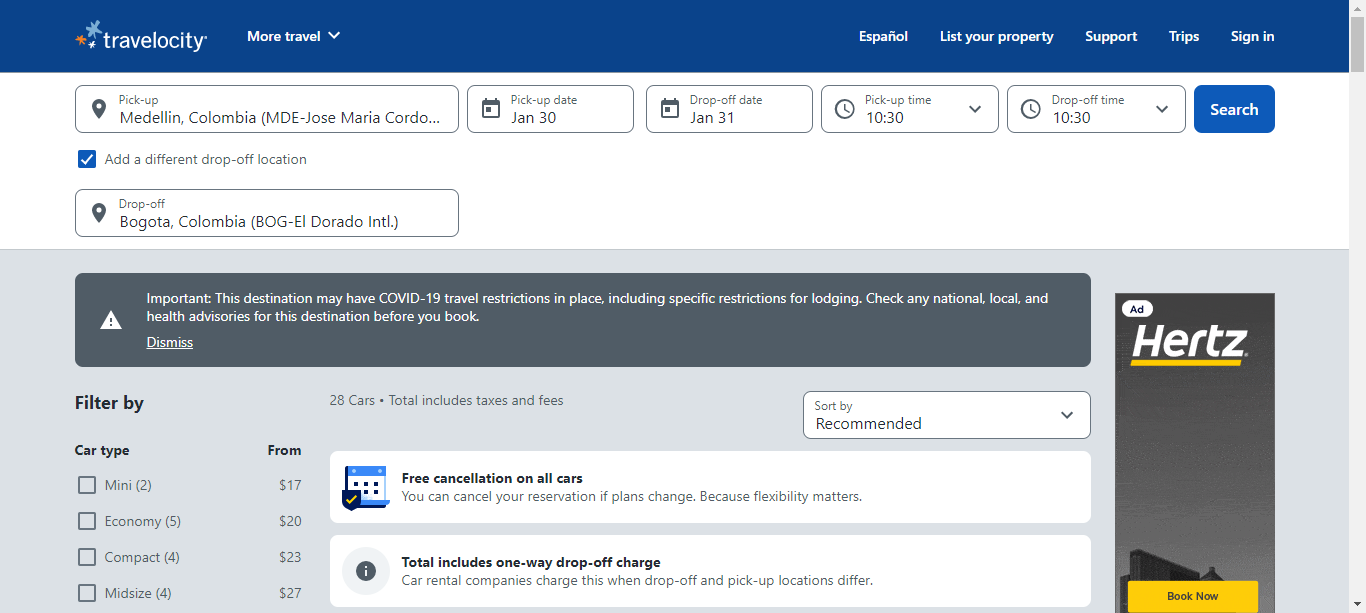 travelocity
More travel
Español
List your property
Support
Trips
Sign in
Pick-up
Medellin, Colombia (MDE-Jose Maria Cordo...
Pick-up date
Jan 30
Drop-off date
Jan 31
Pick-up time
10:30
Drop-off time
10:30
Search
Add a different drop-off location
Drop-off
Bogota, Colombia (BOG-El Dorado Intl.)
Important: This destination may have COVID-19 travel restrictions in place, including specific restrictions for lodging. Check any national, local, and
health advisories for this destination before you book.
Dismiss
Ad
Hertz.
Book Now
Filter by
Car type From
Mini (2) $17
Economy (5) $20
Compact (4) $23
Midsize (4) $27
28 Cars • Total includes taxes and fees
Sort by
Recommended
Free cancellation on all cars
You can cancel your reservation if plans change. Because flexibility matters.
Total includes one-way drop-off charge
Car rental companies charge this when drop-off and pick-up locations differ.